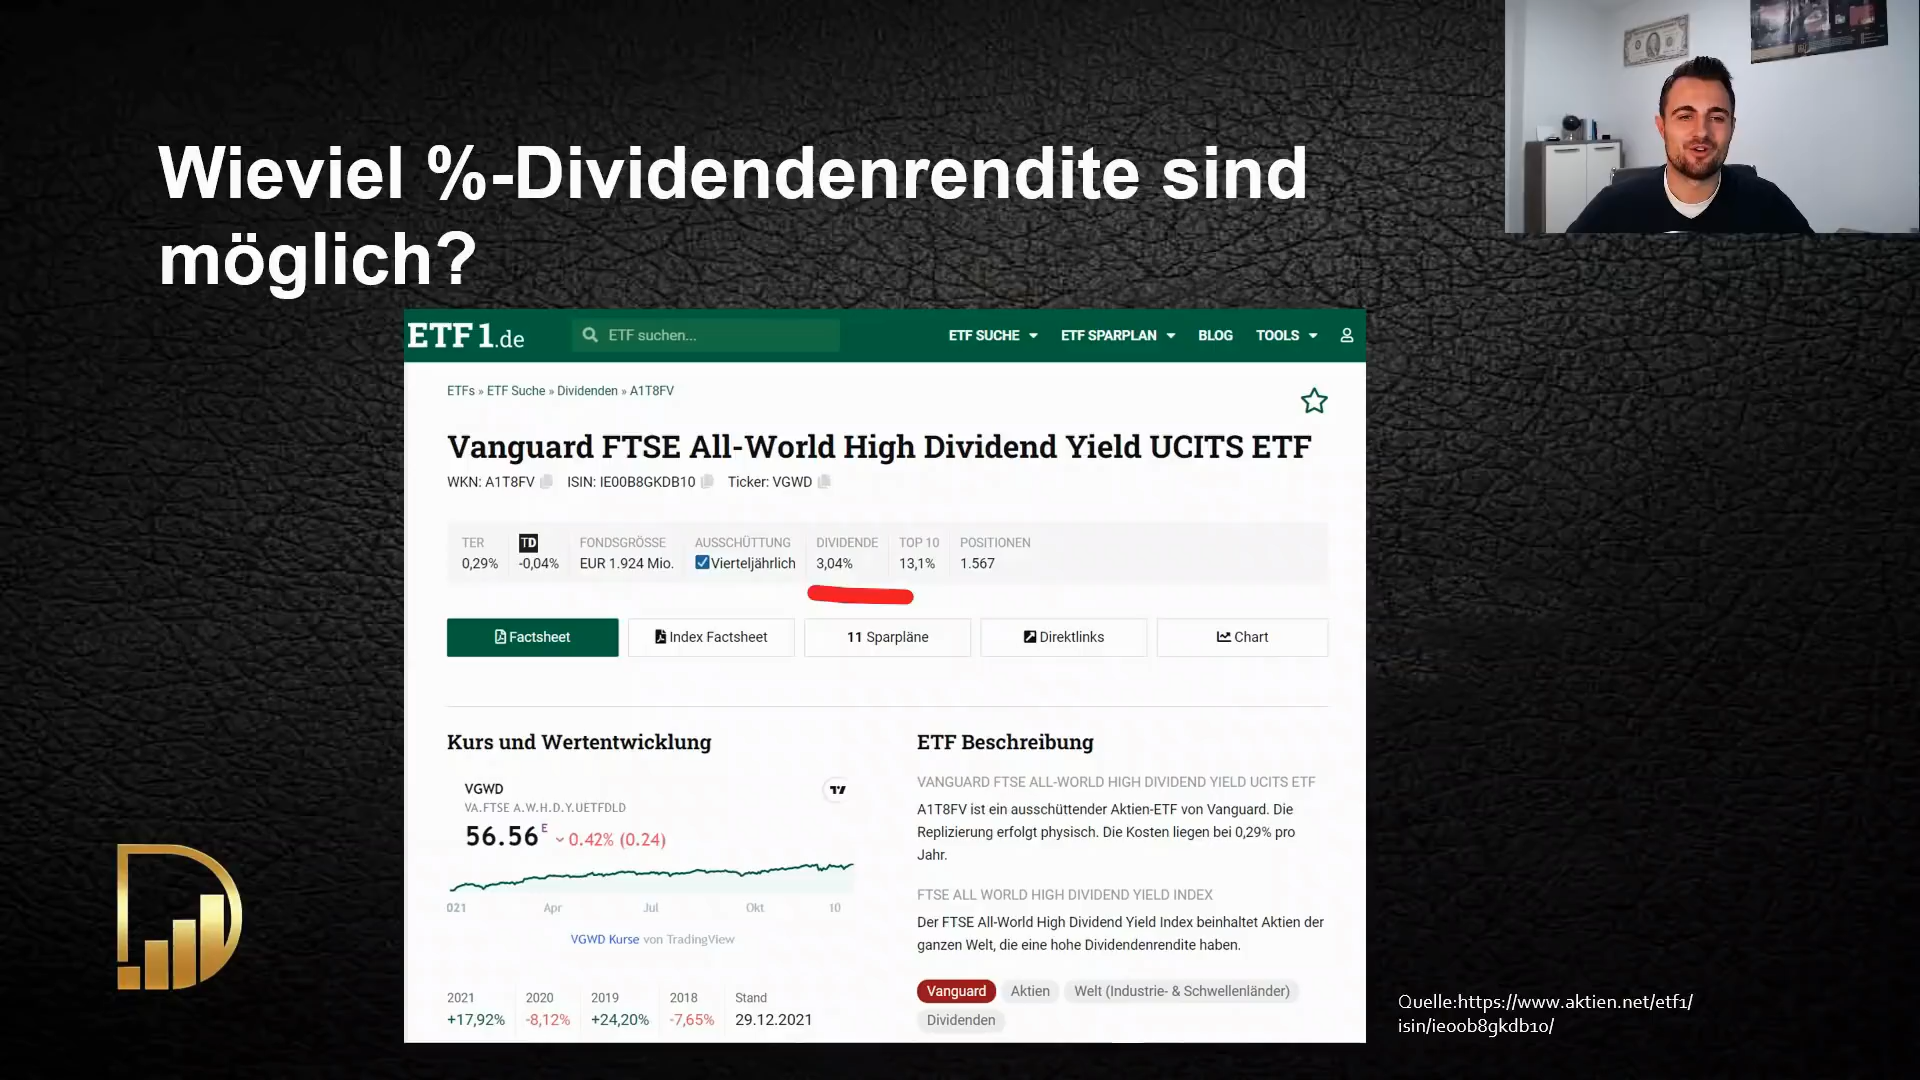 Wieviel %-Dividendenrendite sind
möglich?
ETF1.de
ETF suchen...
ETF SUCHE
ETF SPARPLAN
BLOG
TOOLS
ETFs » ETF Suche » Dividenden » A1T8FV
Vanguard FTSE All-World High Dividend Yield UCITS ETF
WKN: A1T8FV ISIN: IE00B8GKDB10 Ticker: VGWD
TER TD FONDSGRÖSSE AUSSCHÜTTUNG DIVIDENDE TOP 10 POSITIONEN
0,29% -0,04% EUR 1.924 Mio. Vierteljährlich 3,04% 13,1% 1.567
Factsheet Index Factsheet 11 Sparpläne Direktlinks Chart
Kurs und Wertentwicklung
VGWD
VA.FTSE A.W.H.D.Y.UETFDLD
56.56 E 0.42% (0.24)
021 Apr Jul Okt 10
VGWD Kurse von TradingView
2021 2020 2019 2018 Stand
+17,92% -8,12% +24,20% -7,65% 29.12.2021
ETF Beschreibung
VANGUARD FTSE ALL-WORLD HIGH DIVIDEND YIELD UCITS ETF
A1T8FV ist ein ausschüttender Aktien-ETF von Vanguard. Die
Replizierung erfolgt physisch. Die Kosten liegen bei 0,29% pro
Jahr.
FTSE ALL WORLD HIGH DIVIDEND YIELD INDEX
Der FTSE All-World High Dividend Yield Index beinhaltet Aktien der
ganzen Welt, die eine hohe Dividendenrendite haben.
Vanguard Aktien Welt (Industrie- & Schwellenländer)
Dividenden
Quelle:https://www.aktien.net/etf1/
isin/ie00b8gkdb10/